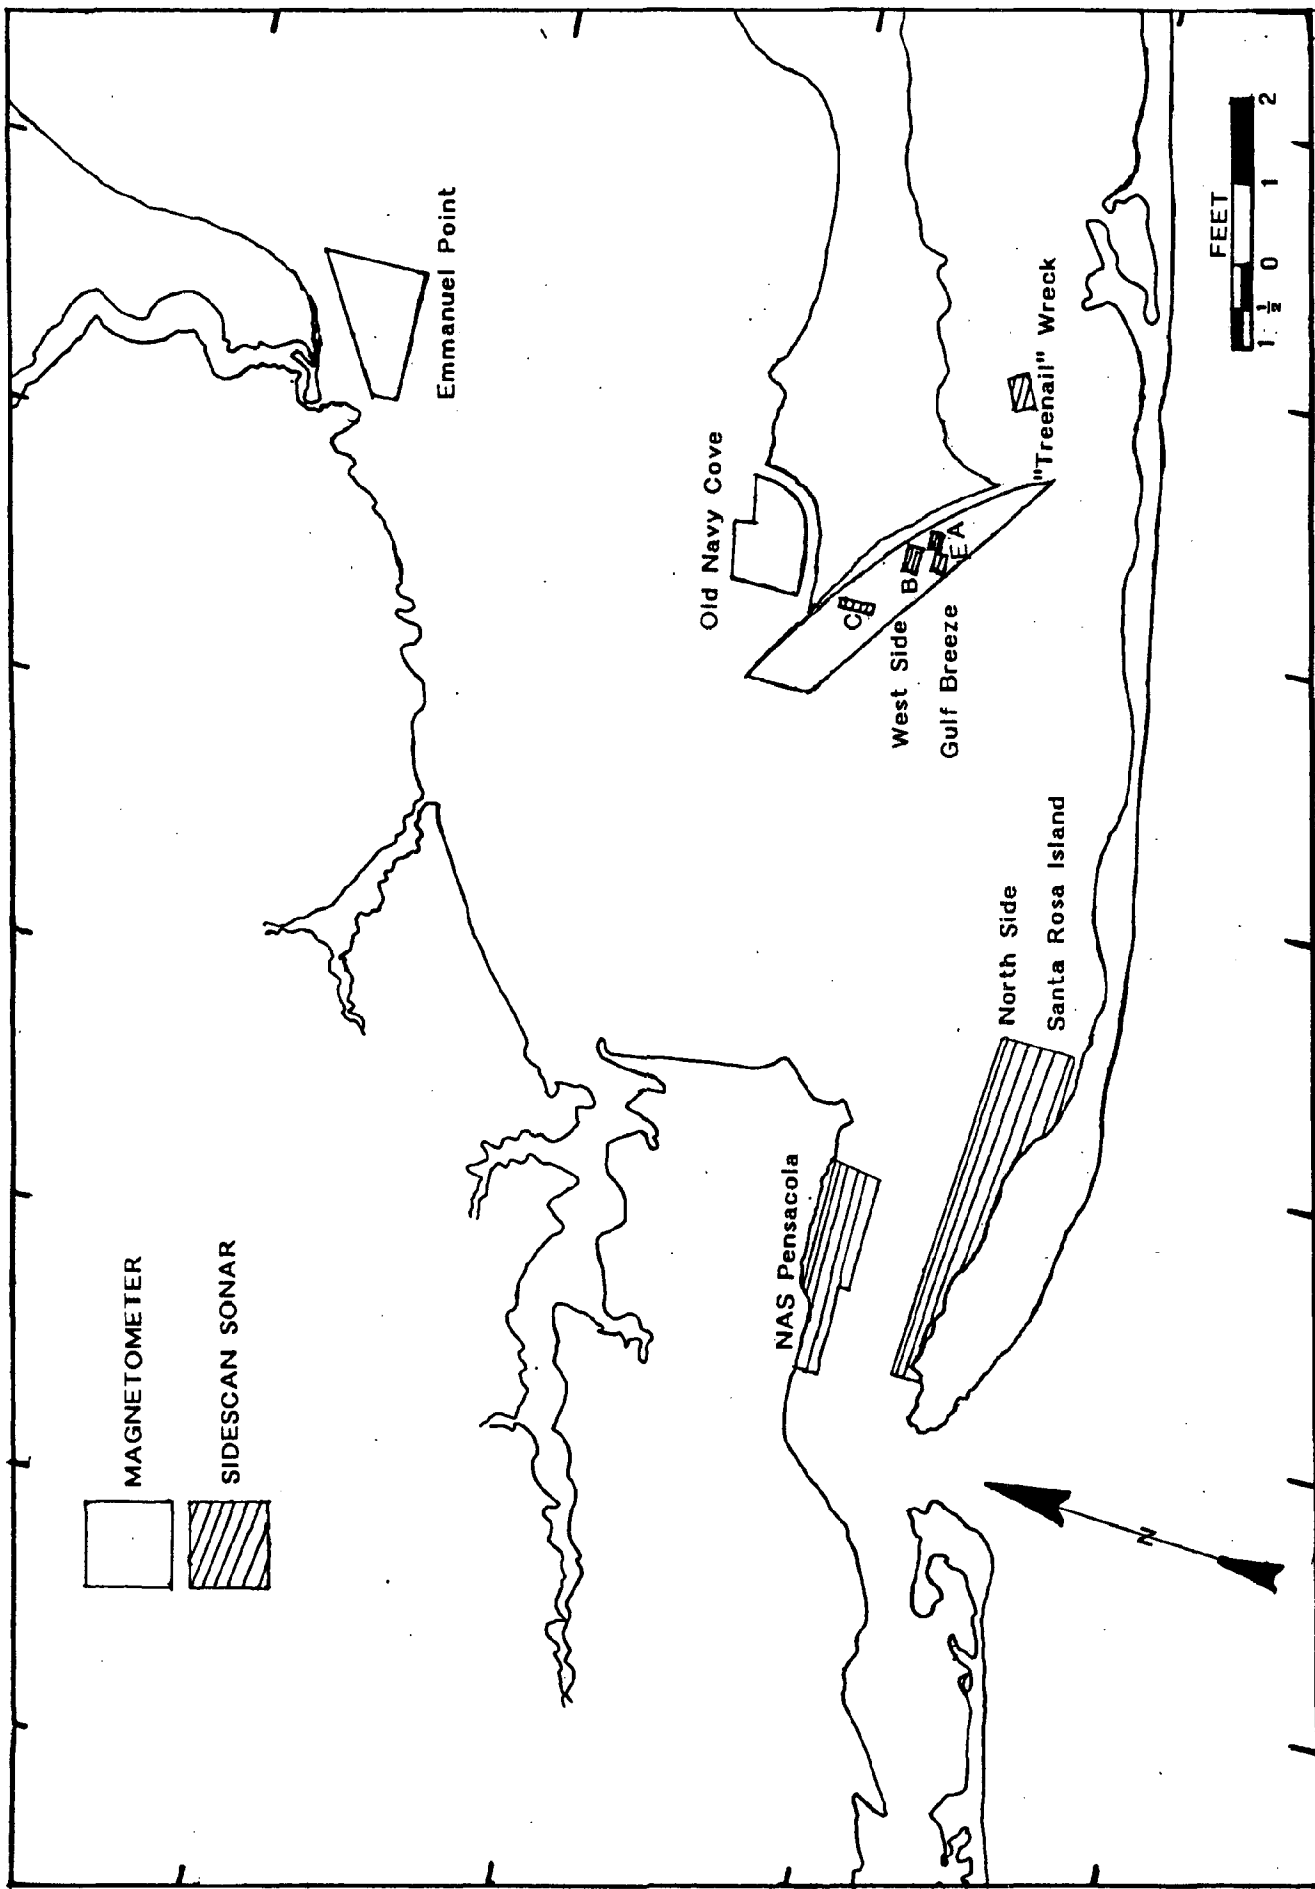 MAGNETOMETER
SIDESCAN SONAR
Emmanuel Point
Old Navy Cove
NAS Pensacola
West Side
Gulf Breeze
C
B
E
A
"Treenail" Wreck
North Side
Santa Rosa Island
FEET
1 ½ 0 1 2
N